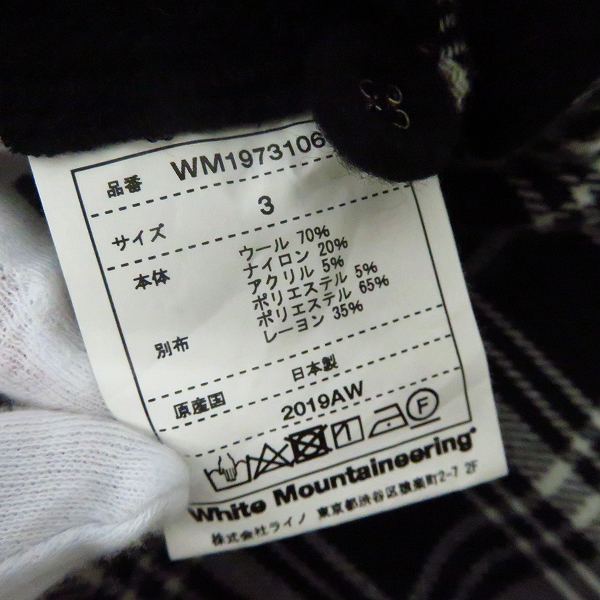 品番 WM1973106
サイズ 3
本体 ウール 70%
ナイロン 20%
アクリル 5%
ポリエステル 5%
別布 ポリエステル 65%
レーヨン 35%
原産国 日本製
2019AW
F
White Mountaineering®
株式会社ライノ 東京都渋谷区猿楽町2-7 2F